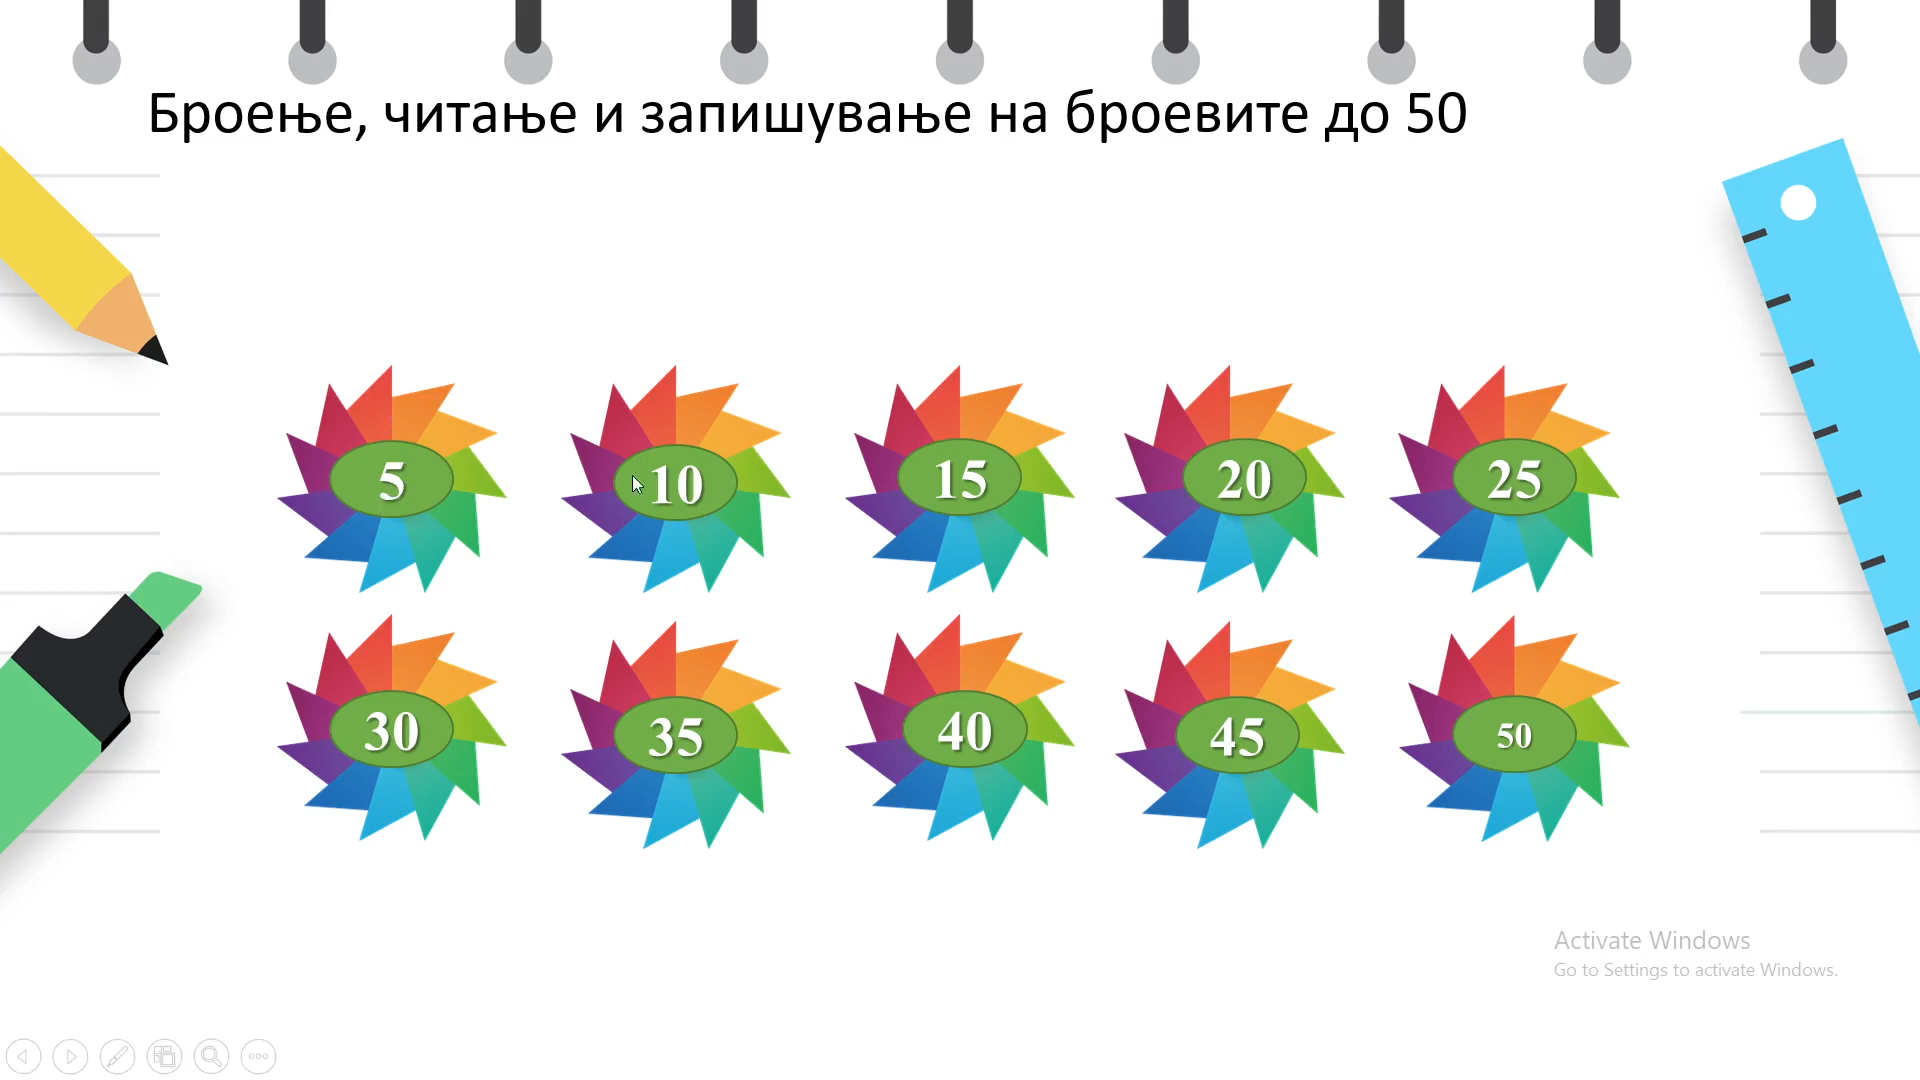 Броење, читање и запишување на броевите до 50
5 10 15 20 25
30 35 40 45 50
Activate Windows
Go to Settings to activate Windows.